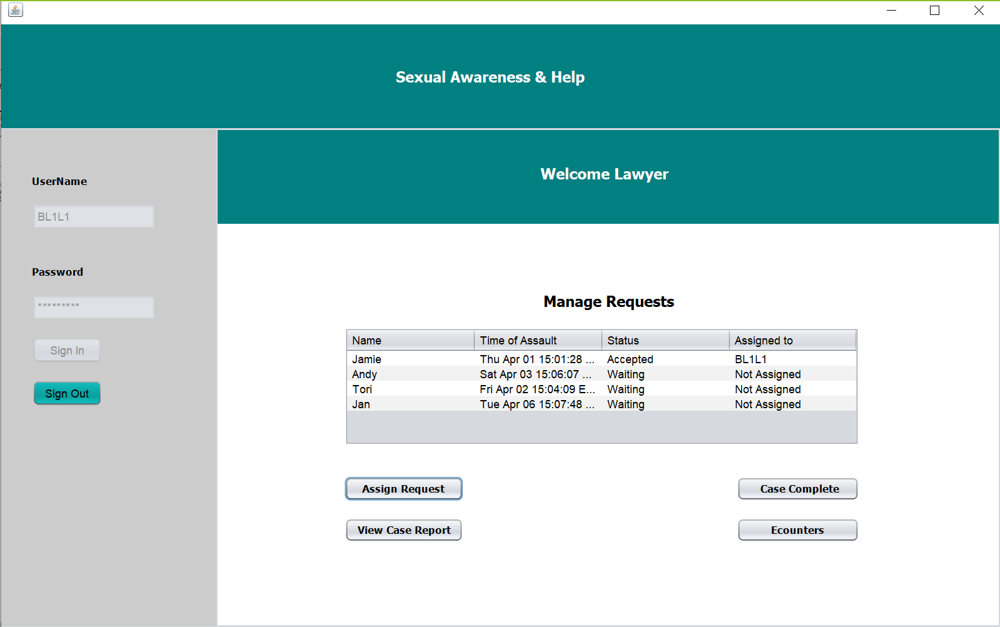 Sexual Awareness & Help
Welcome Lawyer
UserName
BL1L1
Password
*********
Sign In
Sign Out
Manage Requests
Name Time of Assault Status Assigned to
Jamie Thu Apr 01 15:01:28 ... Accepted BL1L1
Andy Sat Apr 03 15:06:07 ... Waiting Not Assigned
Tori Fri Apr 02 15:04:09 E... Waiting Not Assigned
Jan Tue Apr 06 15:07:48 ... Waiting Not Assigned
Assign Request Case Complete
View Case Report Ecounters